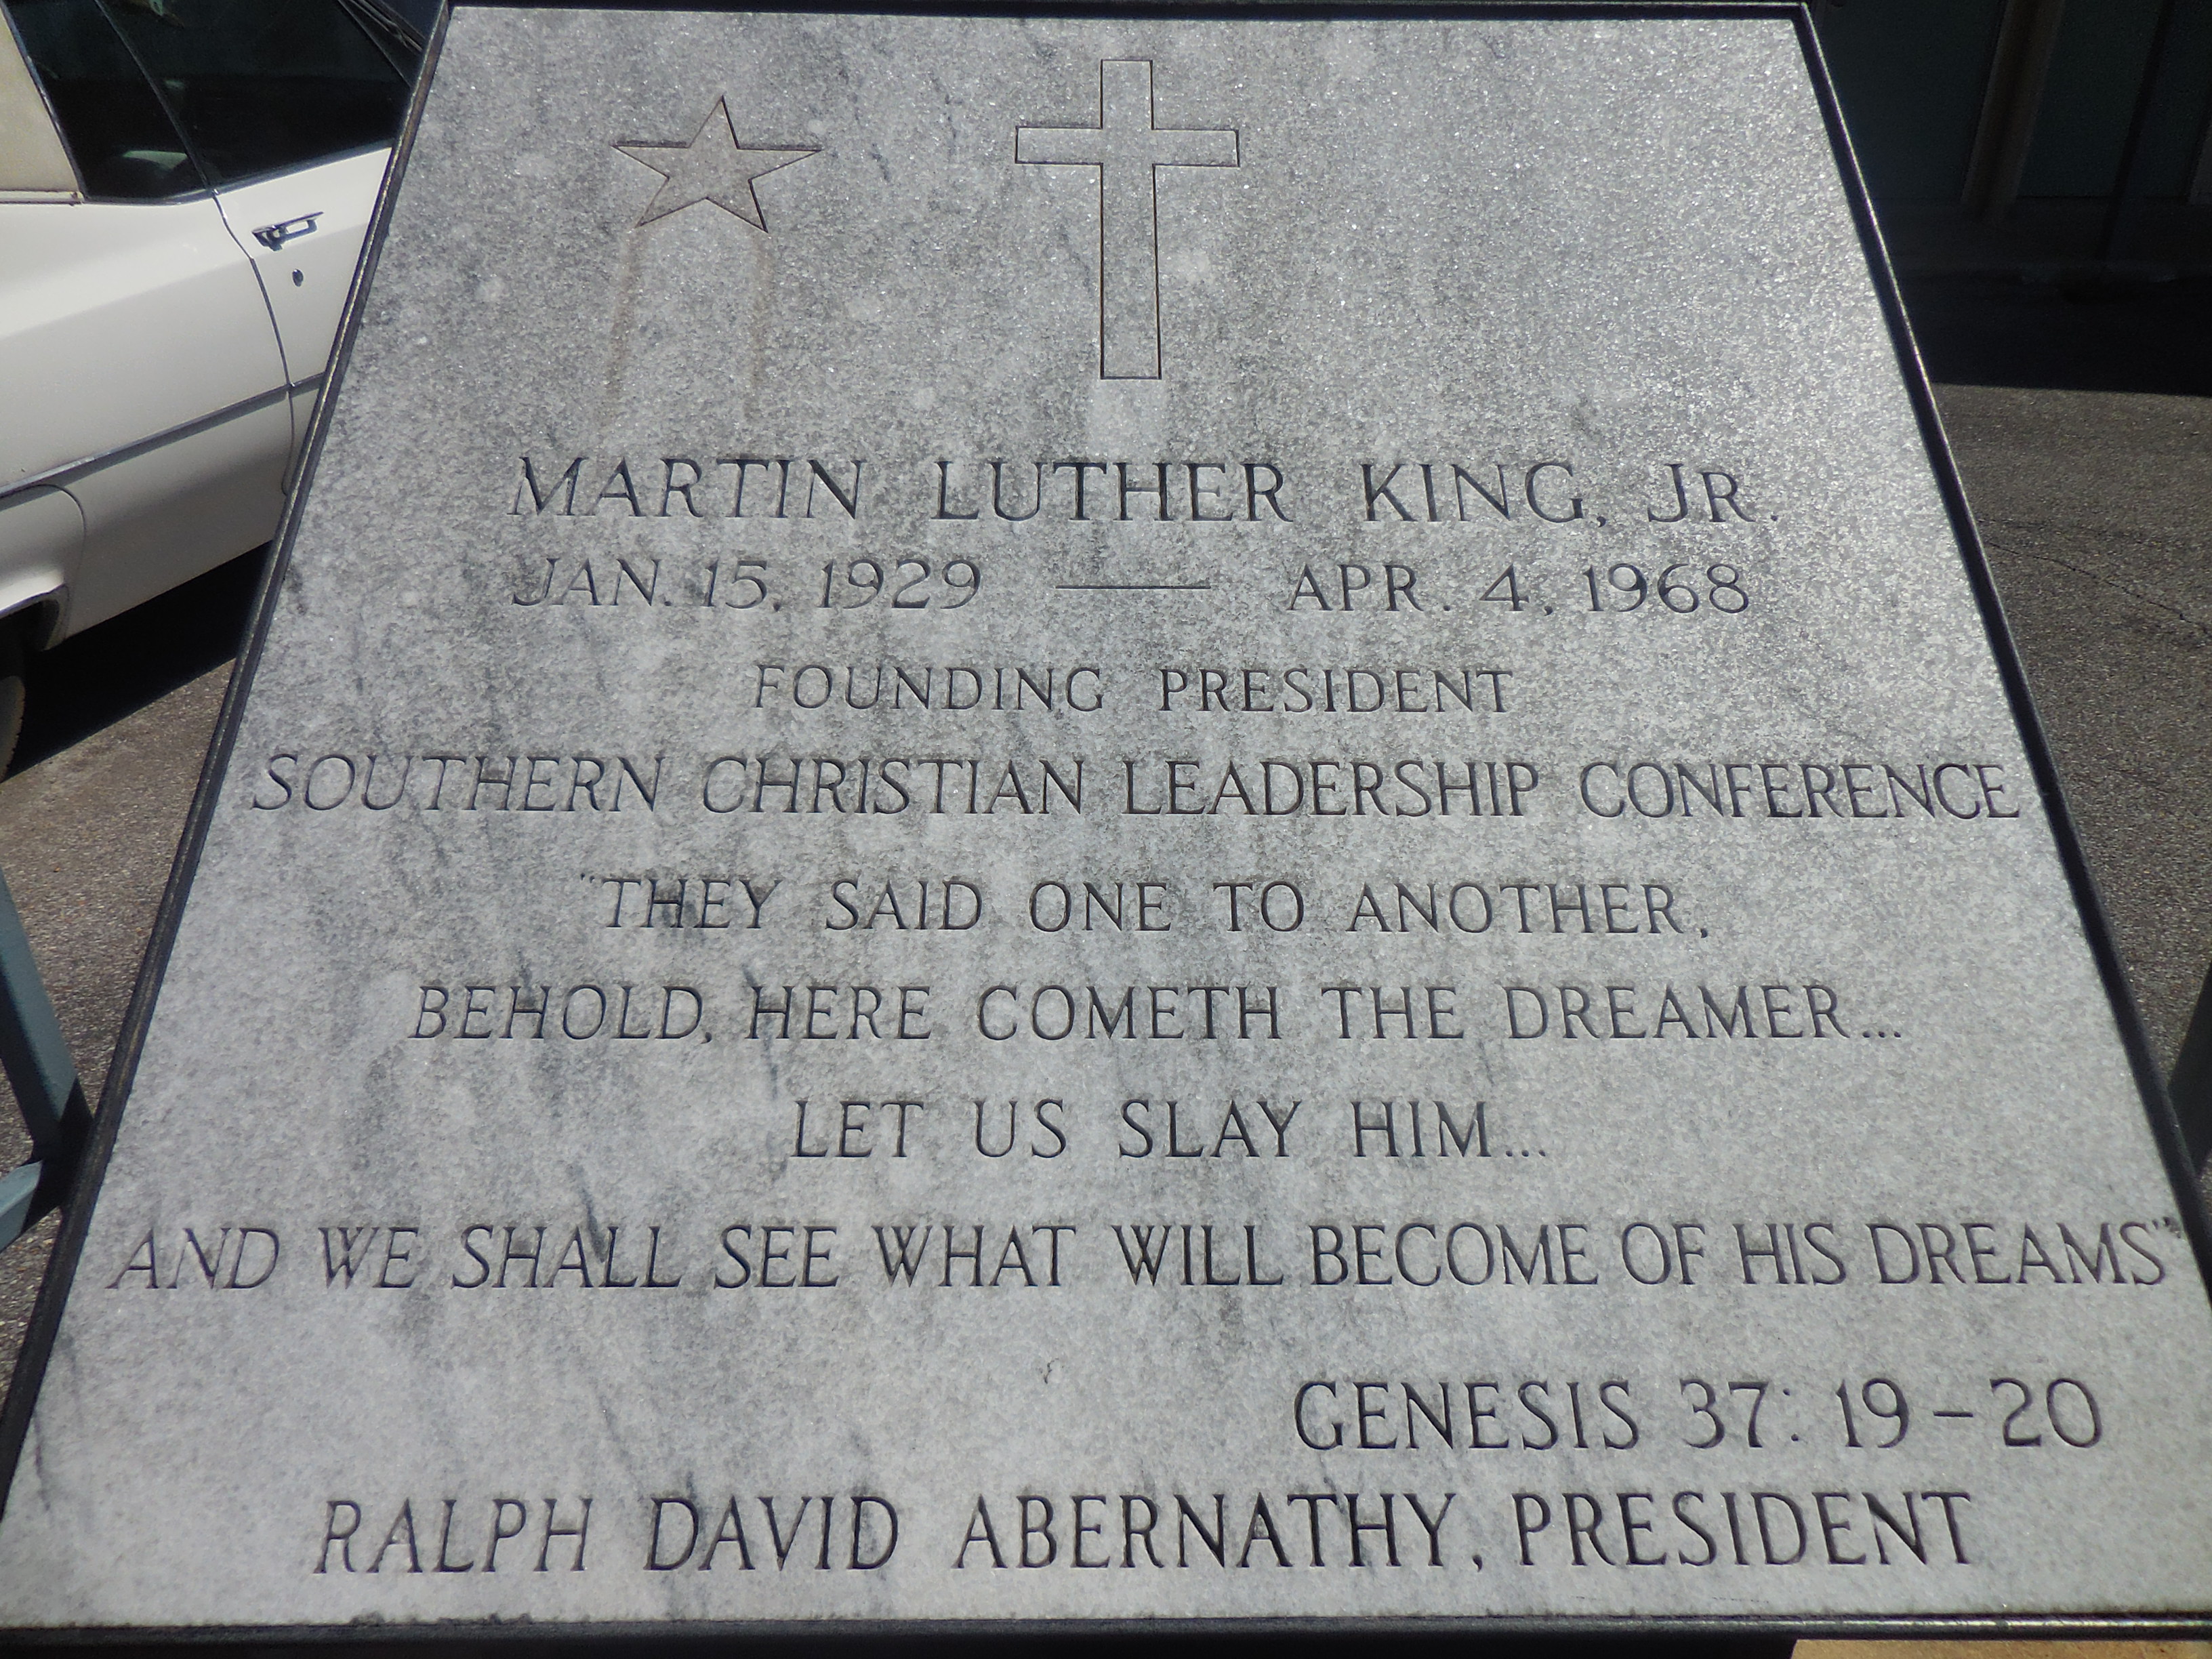 MARTIN LUTHER KING, JR.
JAN. 15, 1929 — APR. 4, 1968
FOUNDING PRESIDENT
SOUTHERN CHRISTIAN LEADERSHIP CONFERENCE
"THEY SAID ONE TO ANOTHER,
BEHOLD, HERE COMETH THE DREAMER...
LET US SLAY HIM...
AND WE SHALL SEE WHAT WILL BECOME OF HIS DREAMS"
GENESIS 37: 19-20
RALPH DAVID ABERNATHY, PRESIDENT